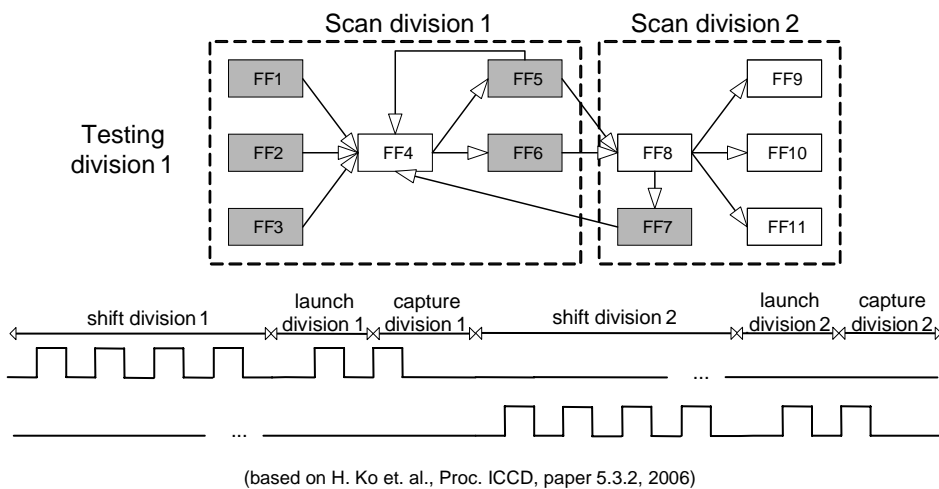 Scan division 1
Scan division 2
FF1
FF5
FF9
Testing
division 1
FF2
FF4
FF6
FF8
FF10
FF3
FF7
FF11
shift division 1
launch
division 1
capture
division 1
shift division 2
launch
division 2
capture
division 2
...
...
(based on H. Ko et. al., Proc. ICCD, paper 5.3.2, 2006)